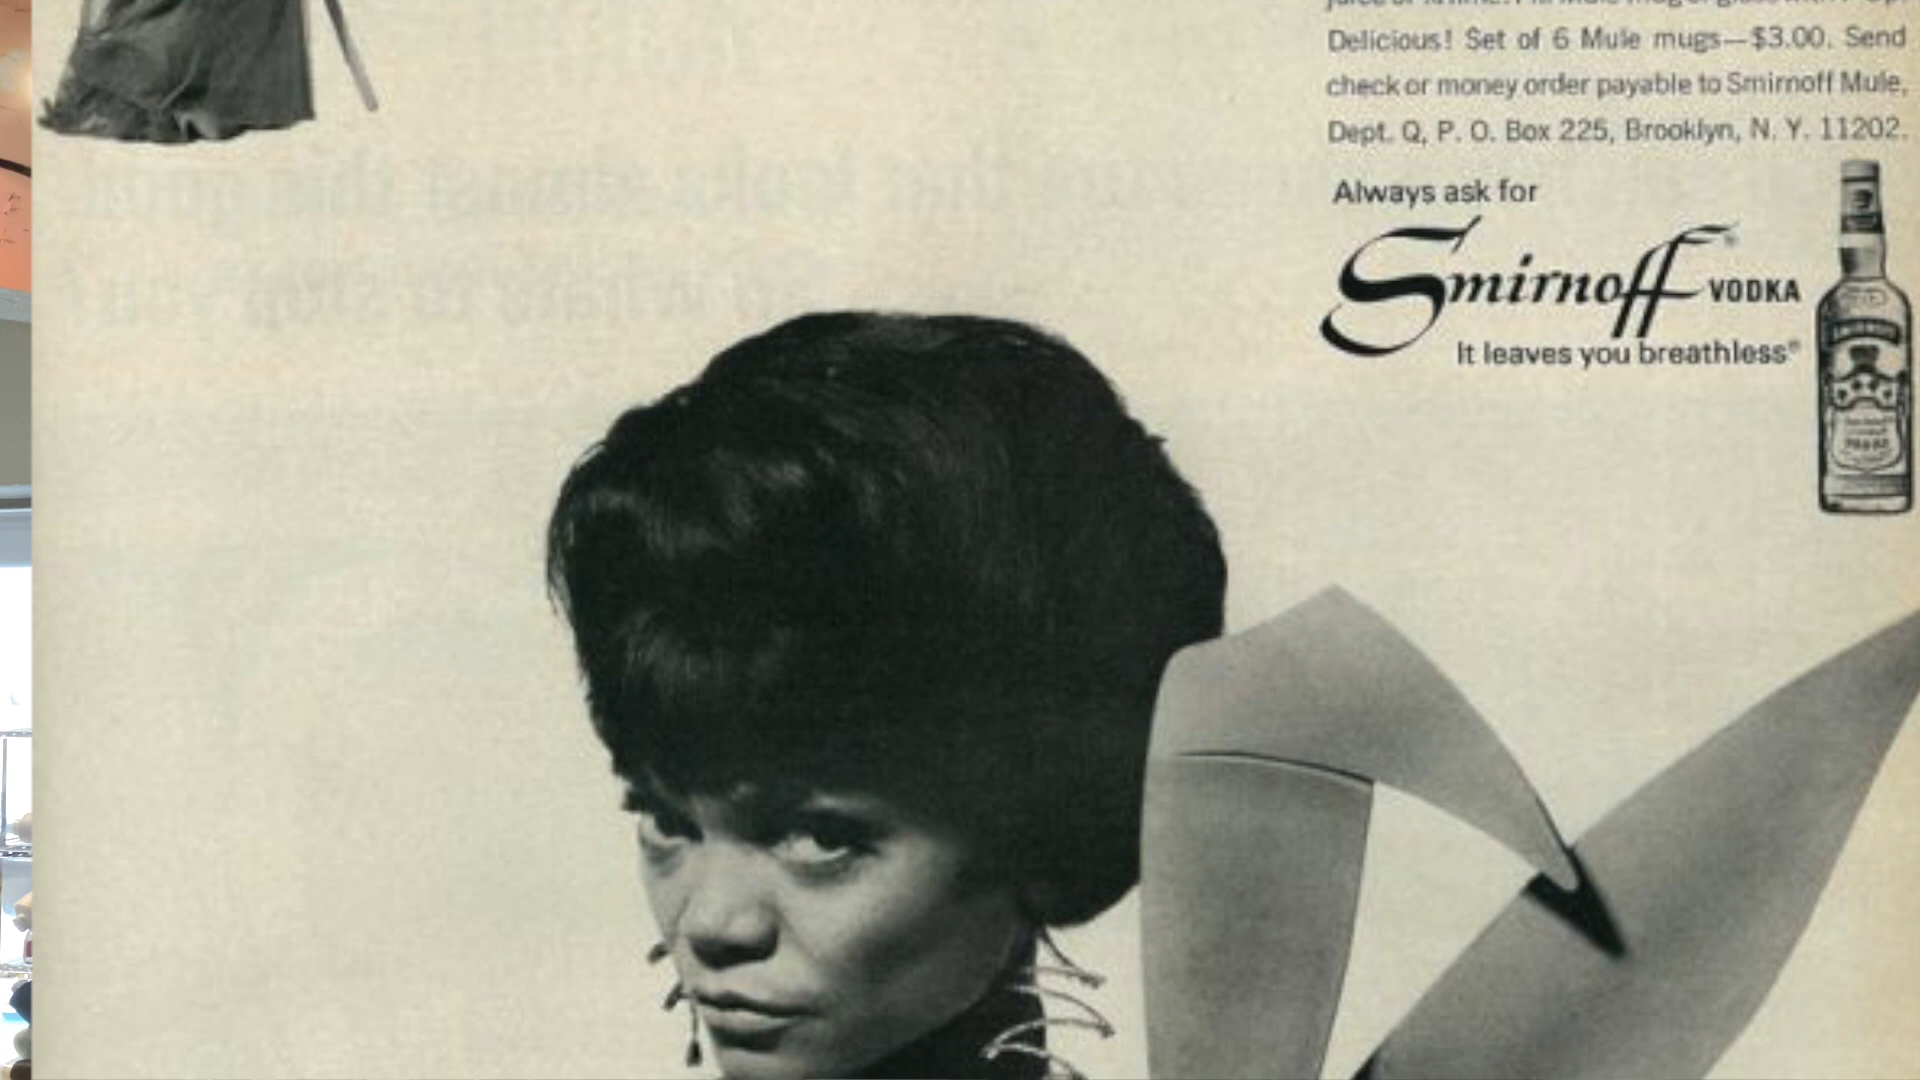 Delicious! Set of 6 Mule mugs—$3.00. Send
check or money order payable to Smirnoff Mule,
Dept. Q, P. O. Box 225, Brooklyn, N. Y. 11202.
Always ask for
Smirnoff® VODKA
It leaves you breathless®